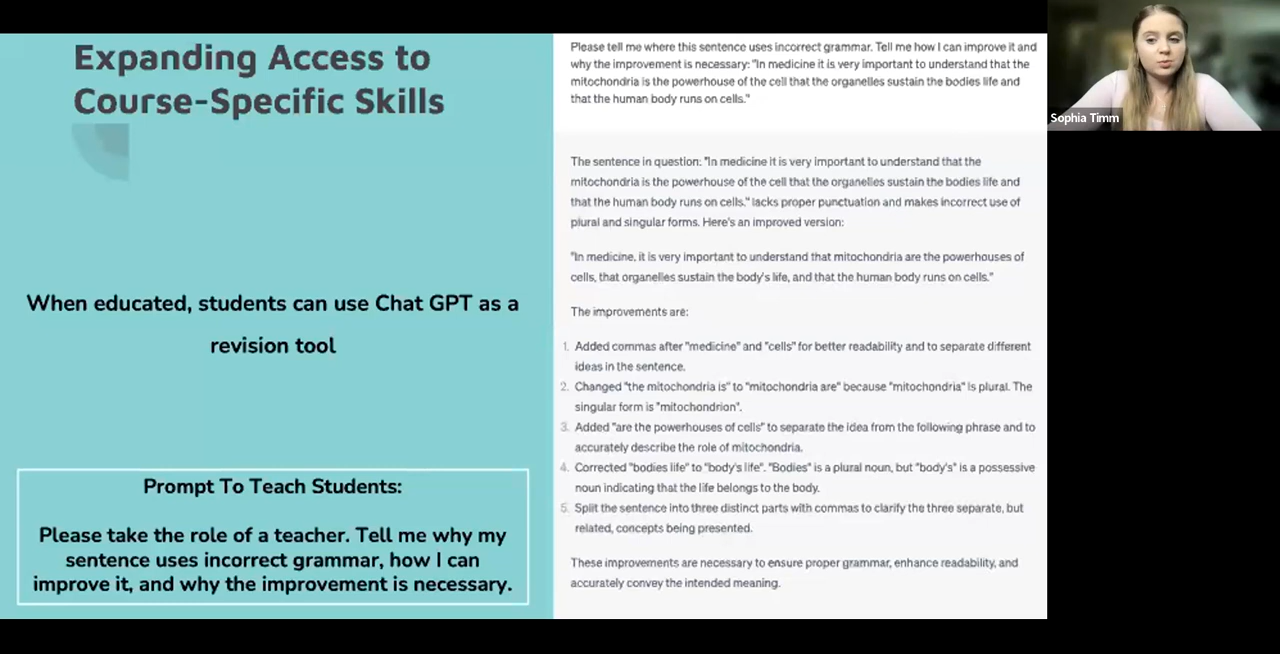 Expanding Access to
Course-Specific Skills
When educated, students can use Chat GPT as a
revision tool
Prompt To Teach Students:
Please take the role of a teacher. Tell me why my
sentence uses incorrect grammar, how I can
improve it, and why the improvement is necessary.
Please tell me where this sentence uses incorrect grammar. Tell me how I can improve it and
why the improvement is necessary: "In medicine it is very important to understand that the
mitochondria is the powerhouse of the cell that the organelles sustain the bodies life and
that the human body runs on cells."
The sentence in question: "In medicine it is very important to understand that the
mitochondria is the powerhouse of the cell that the organelles sustain the bodies life and
that the human body runs on cells." lacks proper punctuation and makes incorrect use of
plural and singular forms. Here's an improved version:
"In medicine, it is very important to understand that mitochondria are the powerhouses of
cells, that organelles sustain the body's life, and that the human body runs on cells."
The improvements are:
1. Added commas after "medicine" and "cells" for better readability and to separate different
ideas in the sentence.
2. Changed "the mitochondria is" to "mitochondria are" because "mitochondria" is plural. The
singular form is "mitochondrion".
3. Added "are the powerhouses of cells" to separate the idea from the following phrase and to
accurately describe the role of mitochondria.
4. Corrected "bodies life" to "body's life". "Bodies" is a plural noun, but "body's" is a possessive
noun indicating that the life belongs to the body.
5. Split the sentence into three distinct parts with commas to clarify the three separate, but
related, concepts being presented.
These improvements are necessary to ensure proper grammar, enhance readability, and
accurately convey the intended meaning.
Sophia Timm